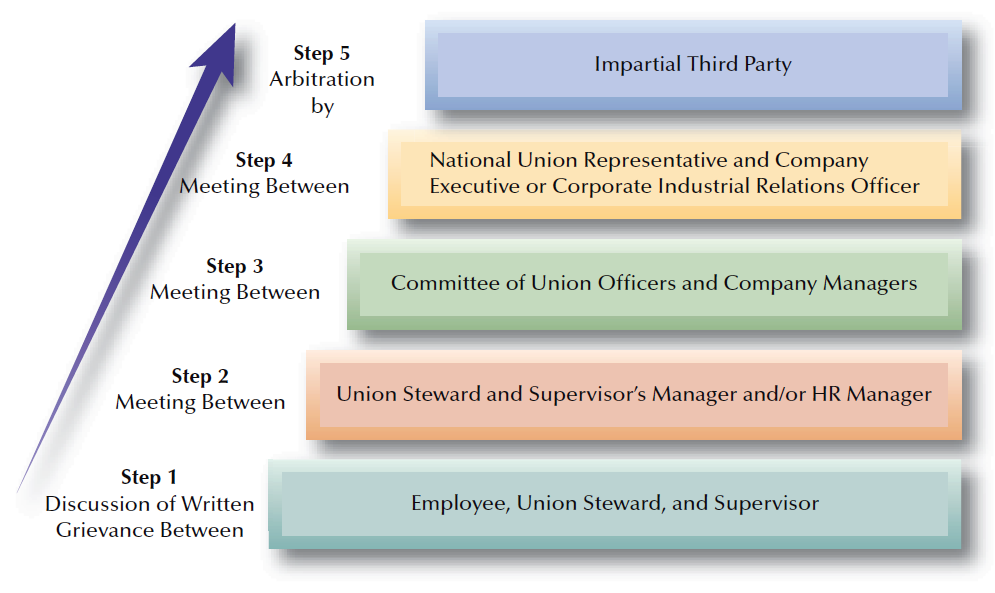 Step 5
Arbitration
by
Impartial Third Party
Step 4
Meeting Between
National Union Representative and Company
Executive or Corporate Industrial Relations Officer
Step 3
Meeting Between
Committee of Union Officers and Company Managers
Step 2
Meeting Between
Union Steward and Supervisor’s Manager and/or HR Manager
Step 1
Discussion of Written
Grievance Between
Employee, Union Steward, and Supervisor